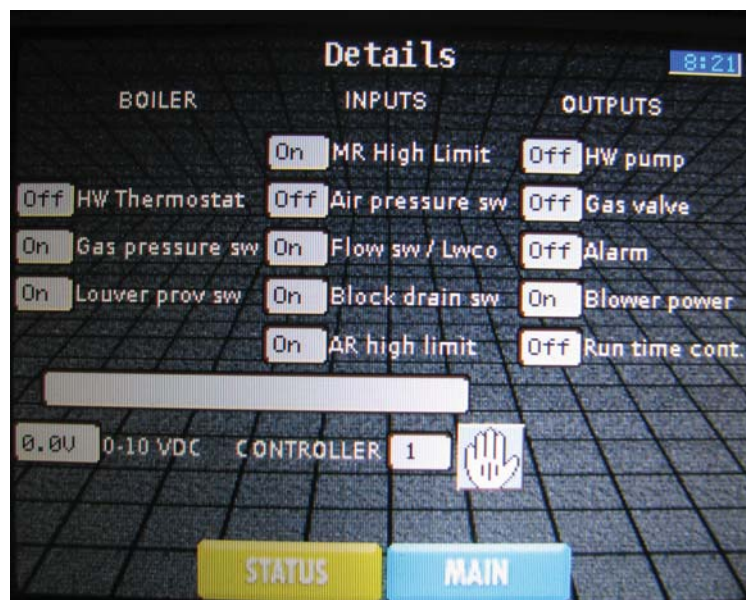 Details
8:21
BOILER INPUTS OUTPUTS
On MR High Limit Off HW pump
Off HW Thermostat Off Air pressure sw Off Gas valve
On Gas pressure sw On Flow sw / Lwco Off Alarm
On Louver prov sw On Block drain sw On Blower power
On AR high limit Off Run time cont.
0.0V 0-10 VDC CONTROLLER 1
STATUS MAIN